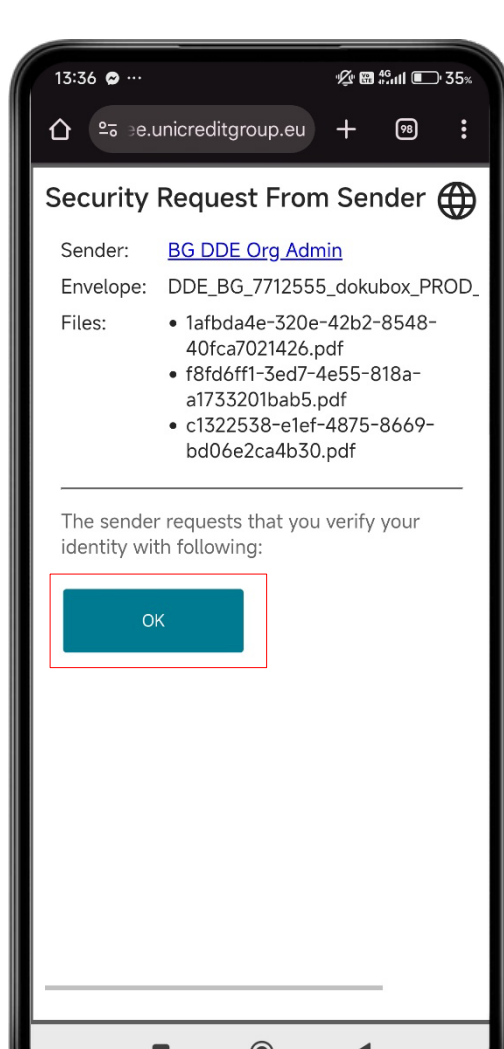 13:36
4G 35%
e.unicreditgroup.eu
98
Security Request From Sender
Sender: BG DDE Org Admin
Envelope: DDE_BG_7712555_dokubox_PROD_
Files: • 1afbda4e-320e-42b2-8548-
40fca7021426.pdf
• f8fd6ff1-3ed7-4e55-818a-
a1733201bab5.pdf
• c1322538-e1ef-4875-8669-
bd06e2ca4b30.pdf
The sender requests that you verify your
identity with following:
OK